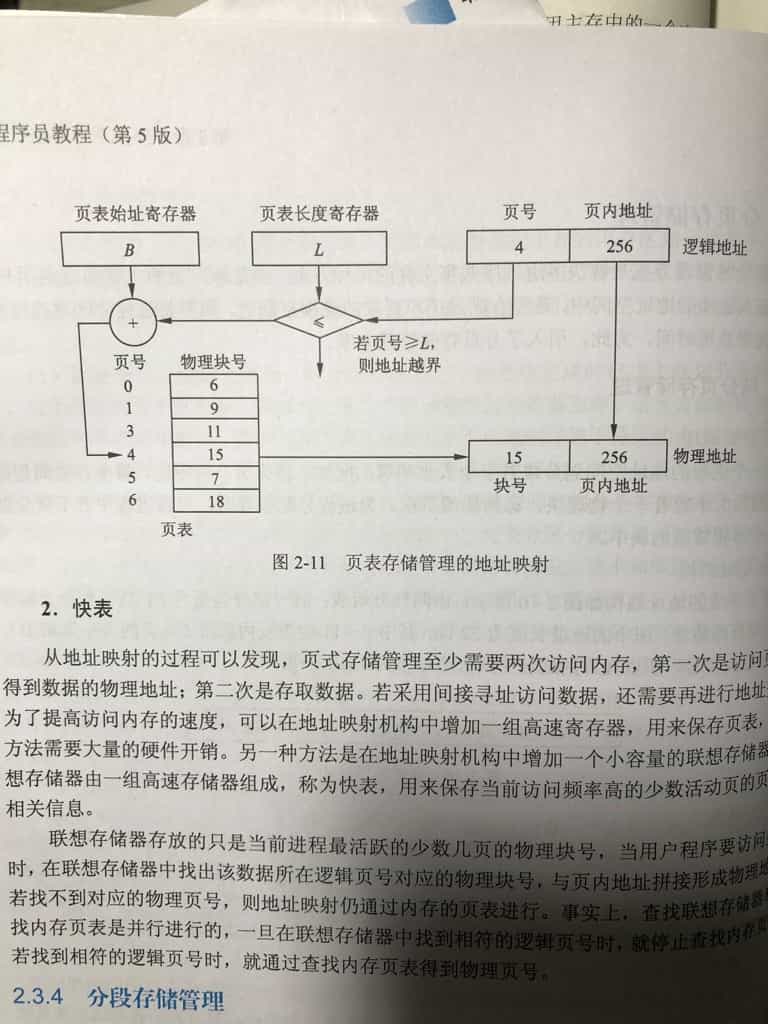 程序员教程（第5版）
页表始址寄存器 页表长度寄存器 页号 页内地址
B L 4 256 逻辑地址
+ ≤
若页号≥L,
则地址越界
页号 物理块号
0 6
1 9
3 11
4 15
5 7
6 18
页表
15 256 物理地址
块号 页内地址
图 2-11 页表存储管理的地址映射
2．快表
从地址映射的过程可以发现，页式存储管理至少需要两次访问内存，第一次是访问
得到数据的物理地址；第二次是存取数据。若采用间接寻址访问数据，还需要再进行地址
为了提高访问内存的速度，可以在地址映射机构中增加一组高速寄存器，用来保存页表，
方法需要大量的硬件开销。另一种方法是在地址映射机构中增加一个小容量的联想存储器
想存储器由一组高速存储器组成，称为快表，用来保存当前访问频率高的少数活动页的页
相关信息。
联想存储器存放的只是当前进程最活跃的少数几页的物理块号，当用户程序要访问
时，在联想存储器中找出该数据所在逻辑页号对应的物理块号，与页内地址拼接形成物理
若找不到对应的物理页号，则地址映射仍通过内存的页表进行。事实上，查找联想存储器
找内存页表是并行进行的，一旦在联想存储器中找到相符的逻辑页号时，就停止查找内存
若找到相符的逻辑页号时，就通过查找内存页表得到物理页号。
2.3.4 分段存储管理